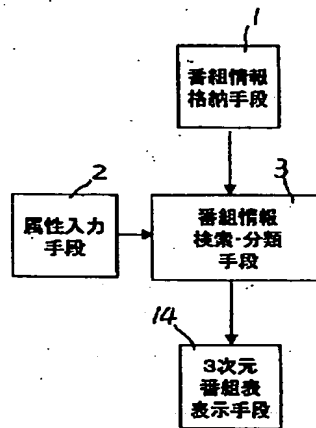 1
番組情報
格納手段
2
属性入力
手段
3
番組情報
検索・分類
手段
14
3次元
番組表
表示手段